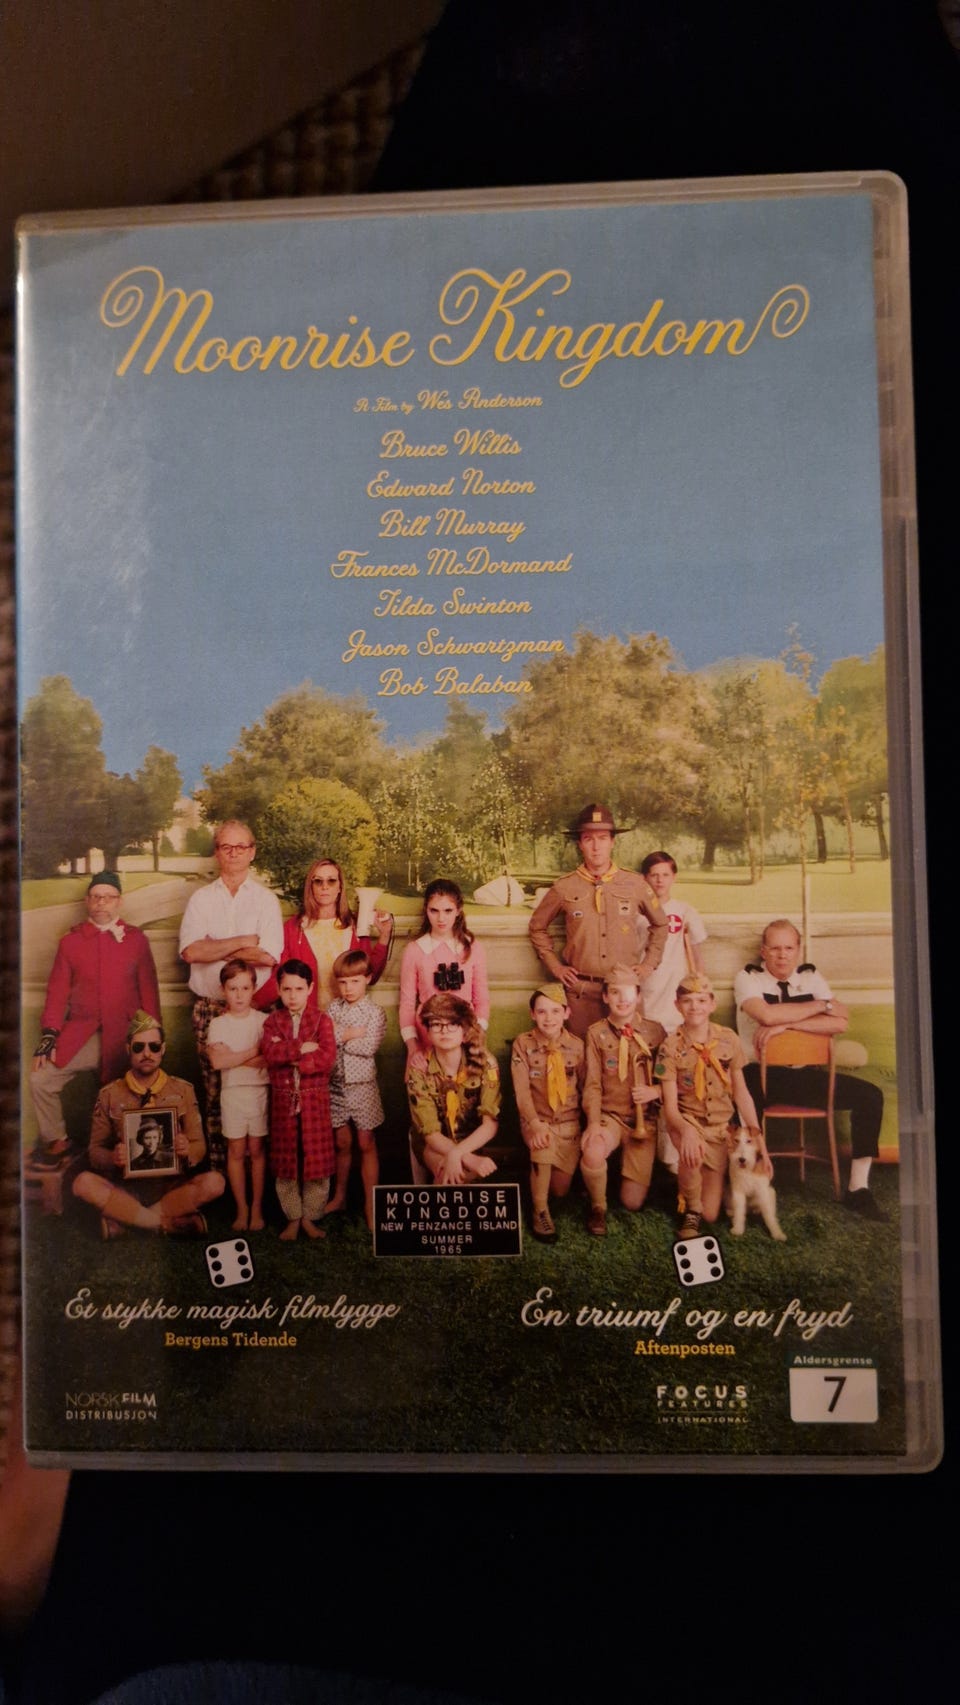 Moonrise Kingdom
A Film by Wes Anderson
Bruce Willis
Edward Norton
Bill Murray
Frances McDormand
Tilda Swinton
Jason Schwartzman
Bob Balaban
MOONRISE
KINGDOM
NEW PENZANCE ISLAND
SUMMER
1965
Et stykke magisk filmhygge
Bergens Tidende
En triumf og en fryd
Aftenposten
NORSK FILM
DISTRIBUSJON
FOCUS
FEATURES
INTERNATIONAL
Aldersgrense
7